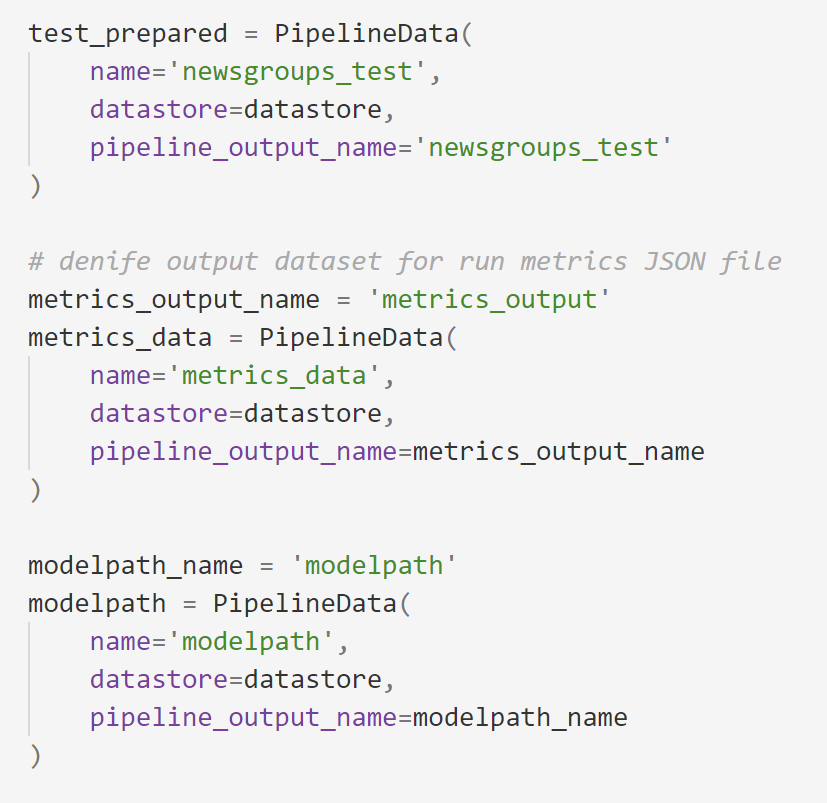 test_prepared = PipelineData(
    name='newsgroups_test',
    datastore=datastore,
    pipeline_output_name='newsgroups_test'
)

# denife output dataset for run metrics JSON file
metrics_output_name = 'metrics_output'
metrics_data = PipelineData(
    name='metrics_data',
    datastore=datastore,
    pipeline_output_name=metrics_output_name
)

modelpath_name = 'modelpath'
modelpath = PipelineData(
    name='modelpath',
    datastore=datastore,
    pipeline_output_name=modelpath_name
)